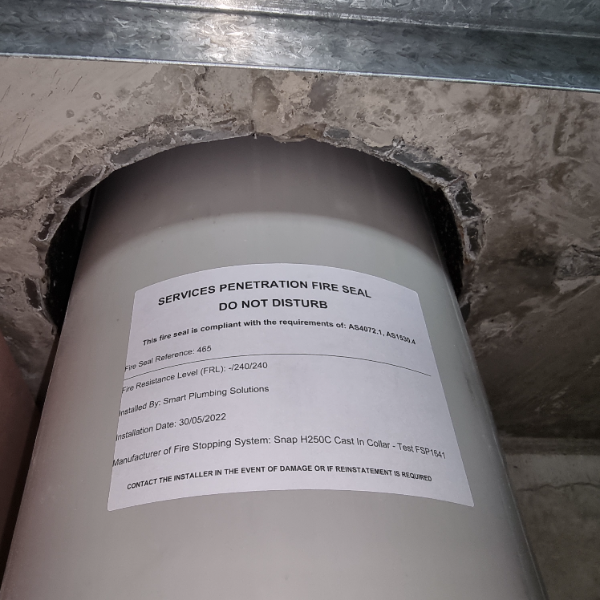 SERVICES PENETRATION FIRE SEAL
DO NOT DISTURB
This fire seal is compliant with the requirements of: AS4072.1, AS1530.4
Fire Seal Reference: 465
Fire Resistance Level (FRL): -/240/240
Installed By: Smart Plumbing Solutions
Installation Date: 30/05/2022
Manufacturer of Fire Stopping System: Snap H250C Cast In Collar - Test FSP1641
CONTACT THE INSTALLER IN THE EVENT OF DAMAGE OR IF REINSTATEMENT IS REQUIRED